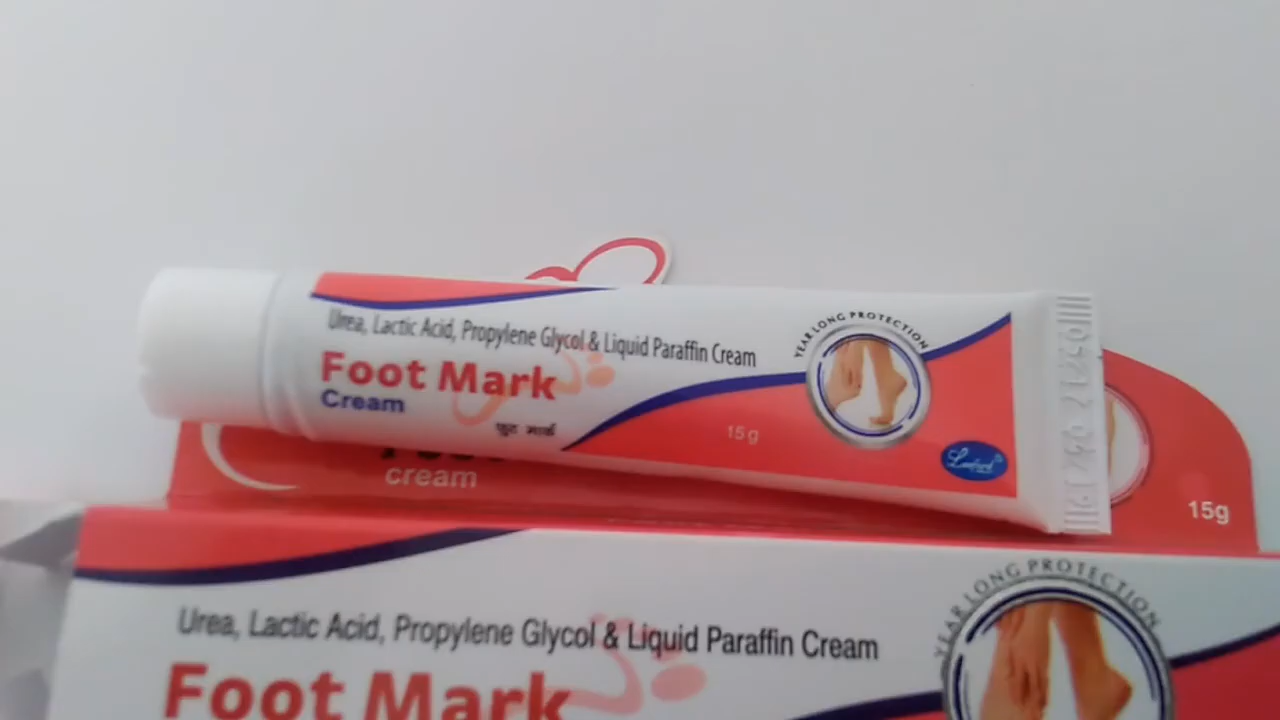 Urea, Lactic Acid, Propylene Glycol & Liquid Paraffin Cream
Foot Mark
Cream
फुट मार्क
15 g
YEAR LONG PROTECTION
cream
15g
Urea, Lactic Acid, Propylene Glycol & Liquid Paraffin Cream
Foot Mark
YEAR LONG PROTECTION